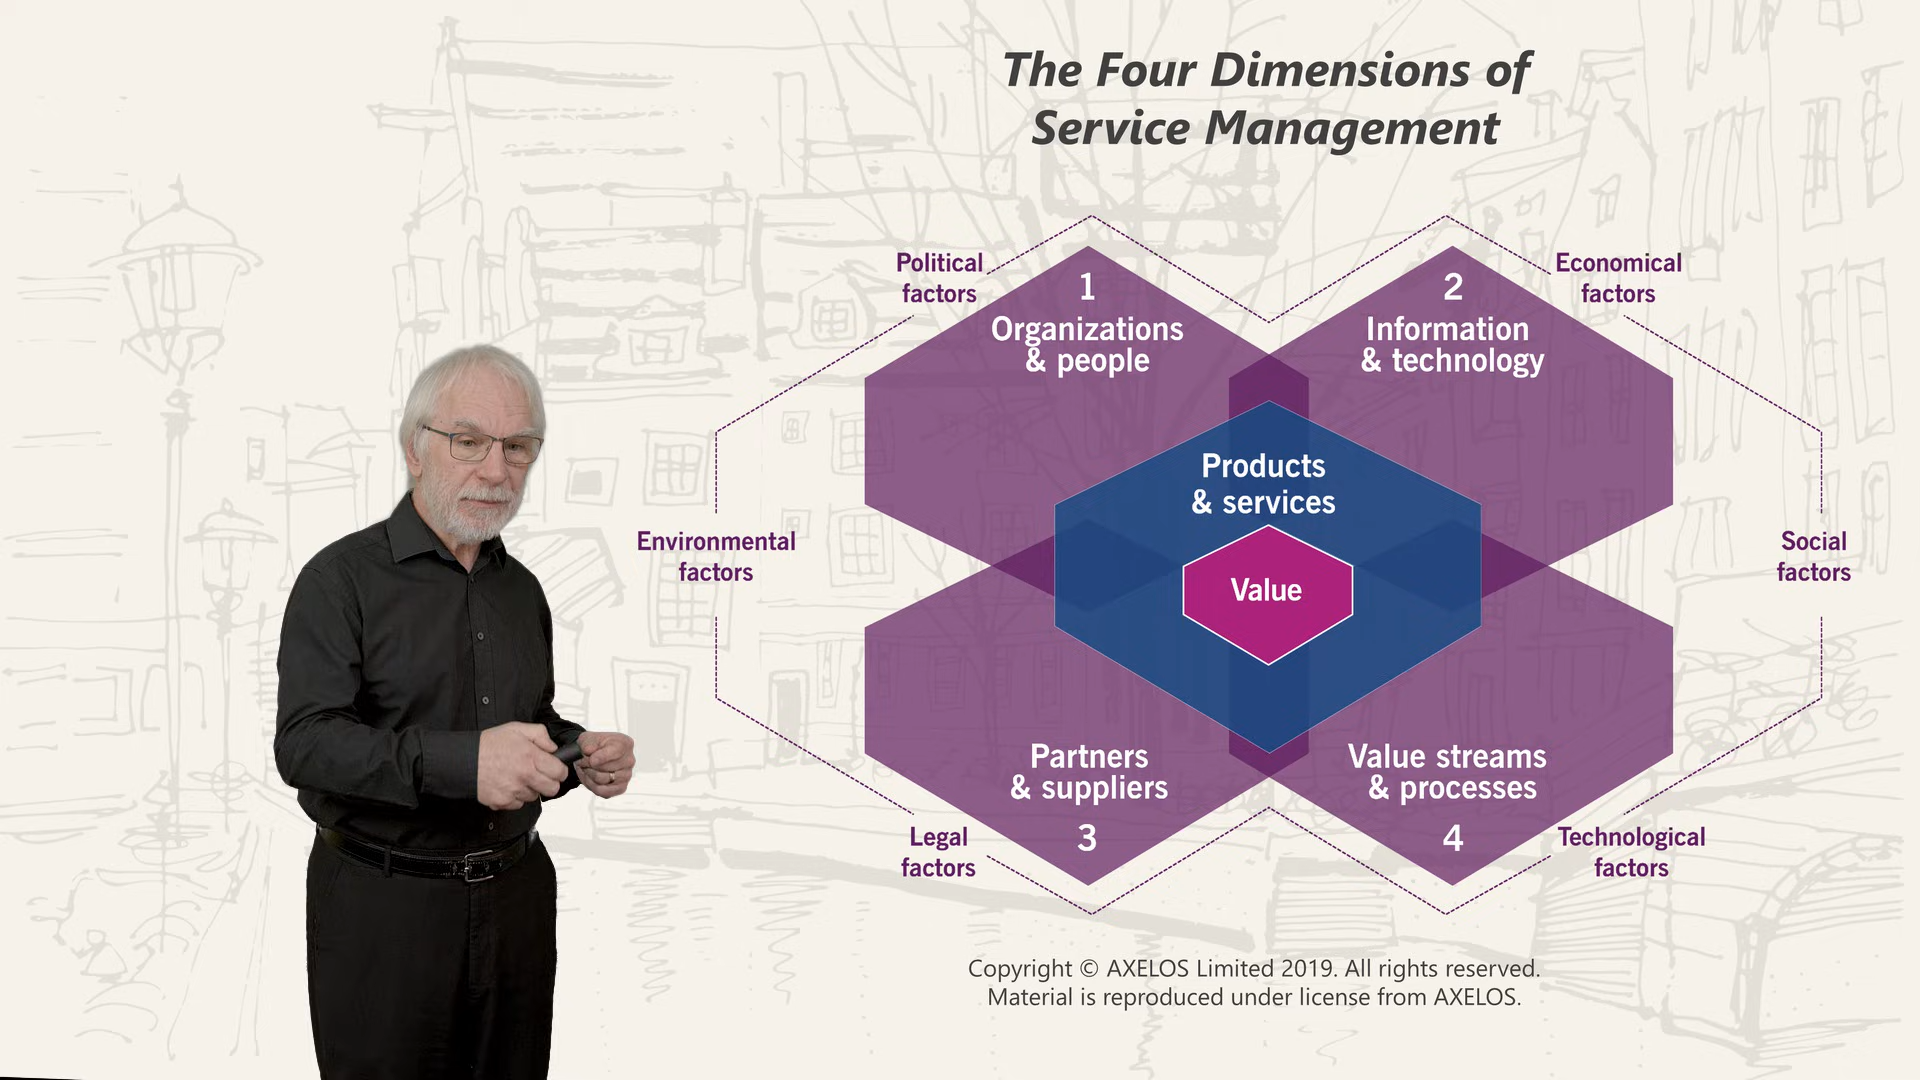 The Four Dimensions of
Service Management
Political
factors
Economical
factors
1
Organizations
& people
2
Information
& technology
Products
& services
Environmental
factors
Value
Social
factors
Partners
& suppliers
3
Value streams
& processes
4
Legal
factors
Technological
factors
Copyright © AXELOS Limited 2019. All rights reserved.
Material is reproduced under license from AXELOS.